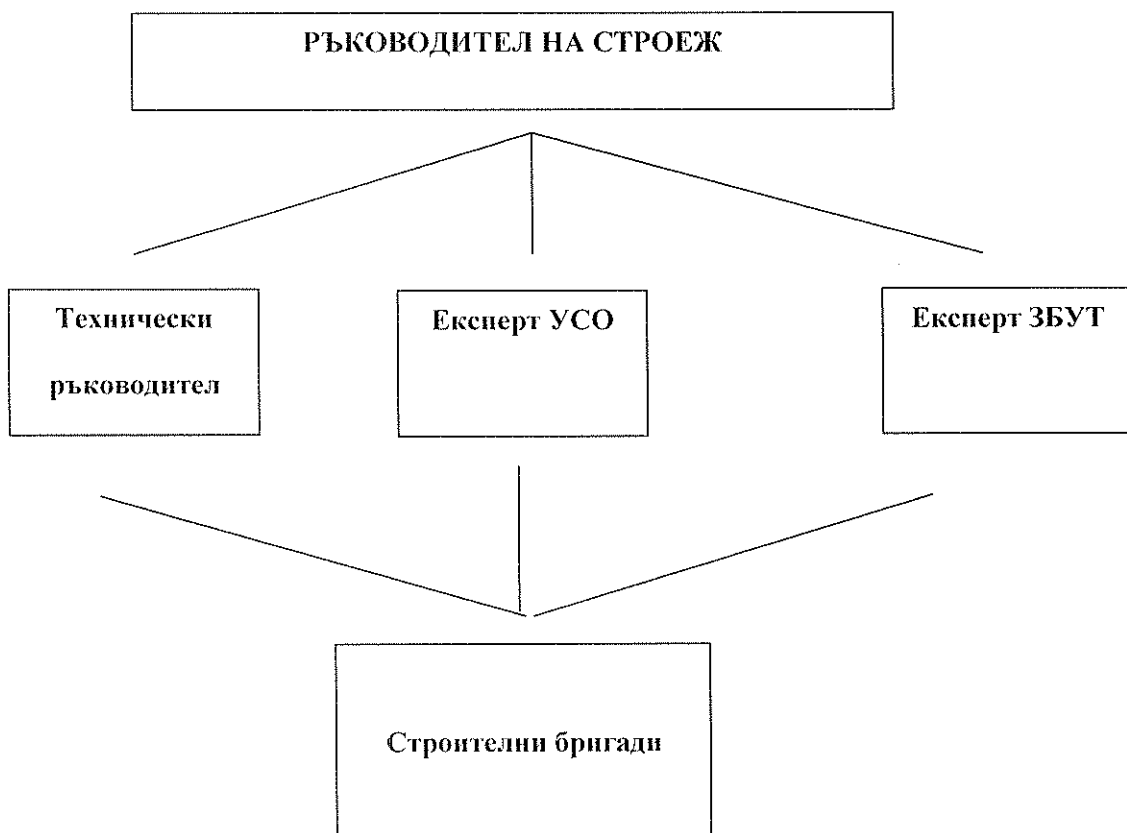 РЪКОВОДИТЕЛ НА СТРОЕЖ
Технически
ръководител
Експерт УСО
Експерт ЗБУТ
Строителни бригади